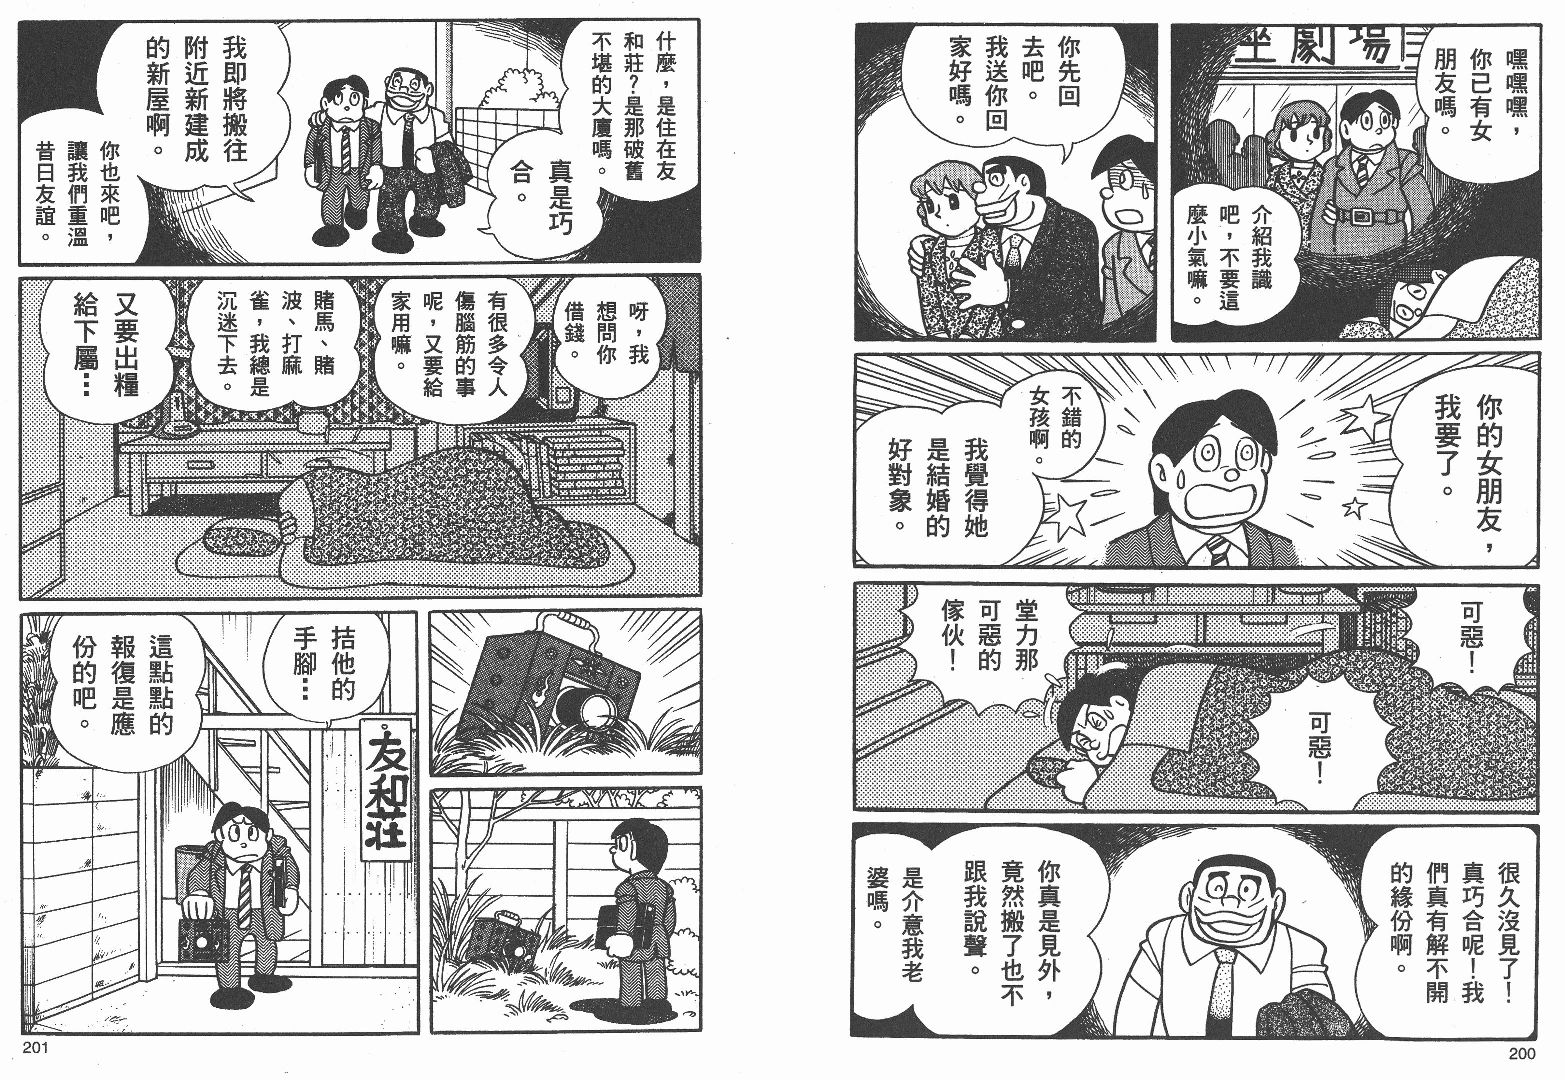 座劇場
嘿嘿嘿，
你已有女
朋友嗎。
介紹我識
吧，不要這
麼小氣嘛。
你先回
去吧。
我送你回
家好嗎。
你的女朋友，
我要了。
不錯的
女孩啊。
我覺得她
是結婚的
好對象。
可惡！
可惡！
堂力那
可惡的
傢伙！
很久沒見了！
真巧合呢！我
們真有解不開
的緣份啊。
你真是見外，
竟然搬了也不
跟我說聲。
是介意我老
婆嗎。
200
什麼，是住在友
和莊？是那破舊
不堪的大廈嗎。
真是巧
合。
我即將搬往
附近新建成
的新屋啊。
你也來吧，
讓我們重溫
昔日友誼。
呀，我
想問你
借錢。
有很多令人
傷腦筋的事
呢，又要給
家用嘛。
賭馬、賭
波、打麻
雀，我總是
沉迷下去。
又要出糧
給下屬…
拮他的
手腳…
這點點的
報復是應
份的吧。
友和莊
201